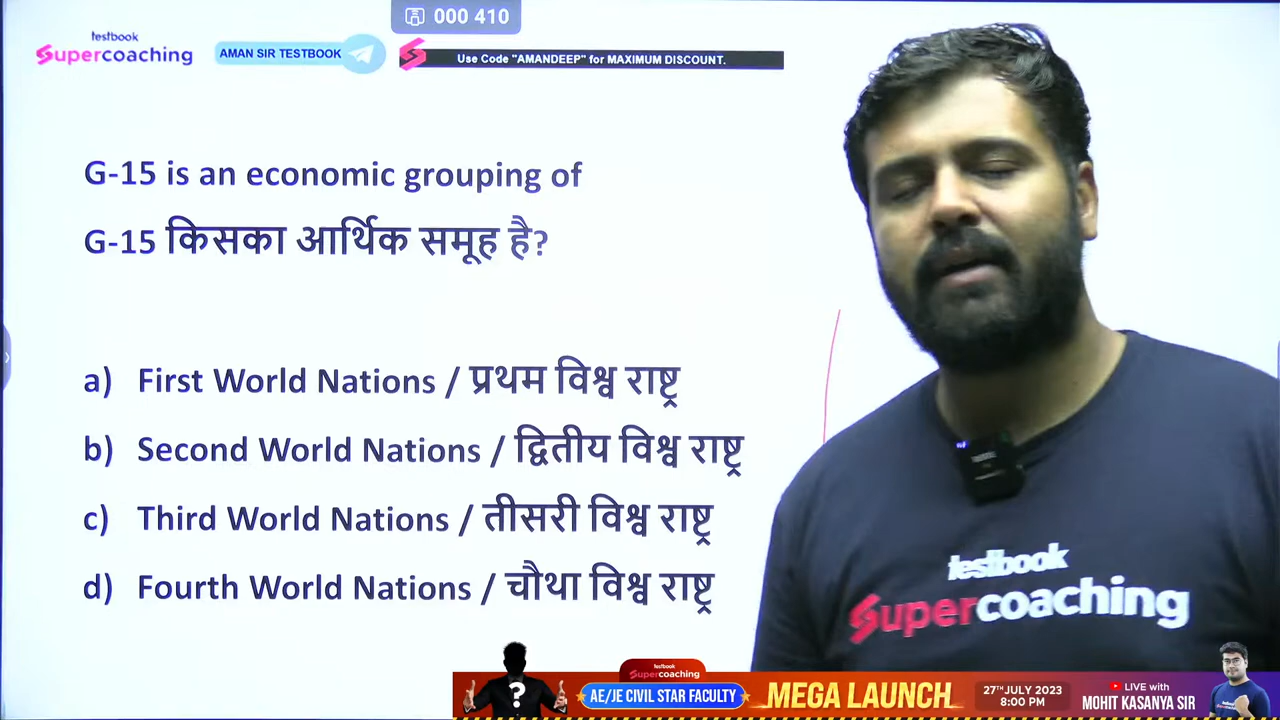 000 410
testbook
Supercoaching
AMAN SIR TESTBOOK
Use Code "AMANDEEP" for MAXIMUM DISCOUNT.
G-15 is an economic grouping of
G-15 किसका आर्थिक समूह है?
a) First World Nations / प्रथम विश्व राष्ट्र
b) Second World Nations / द्वितीय विश्व राष्ट्र
c) Third World Nations / तीसरी विश्व राष्ट्र
d) Fourth World Nations / चौथा विश्व राष्ट्र
testbook
Supercoaching
?
testbook
Supercoaching
AE/JE CIVIL STAR FACULTY
MEGA LAUNCH
27TH JULY 2023
8:00 PM
LIVE with
MOHIT KASANYA SIR